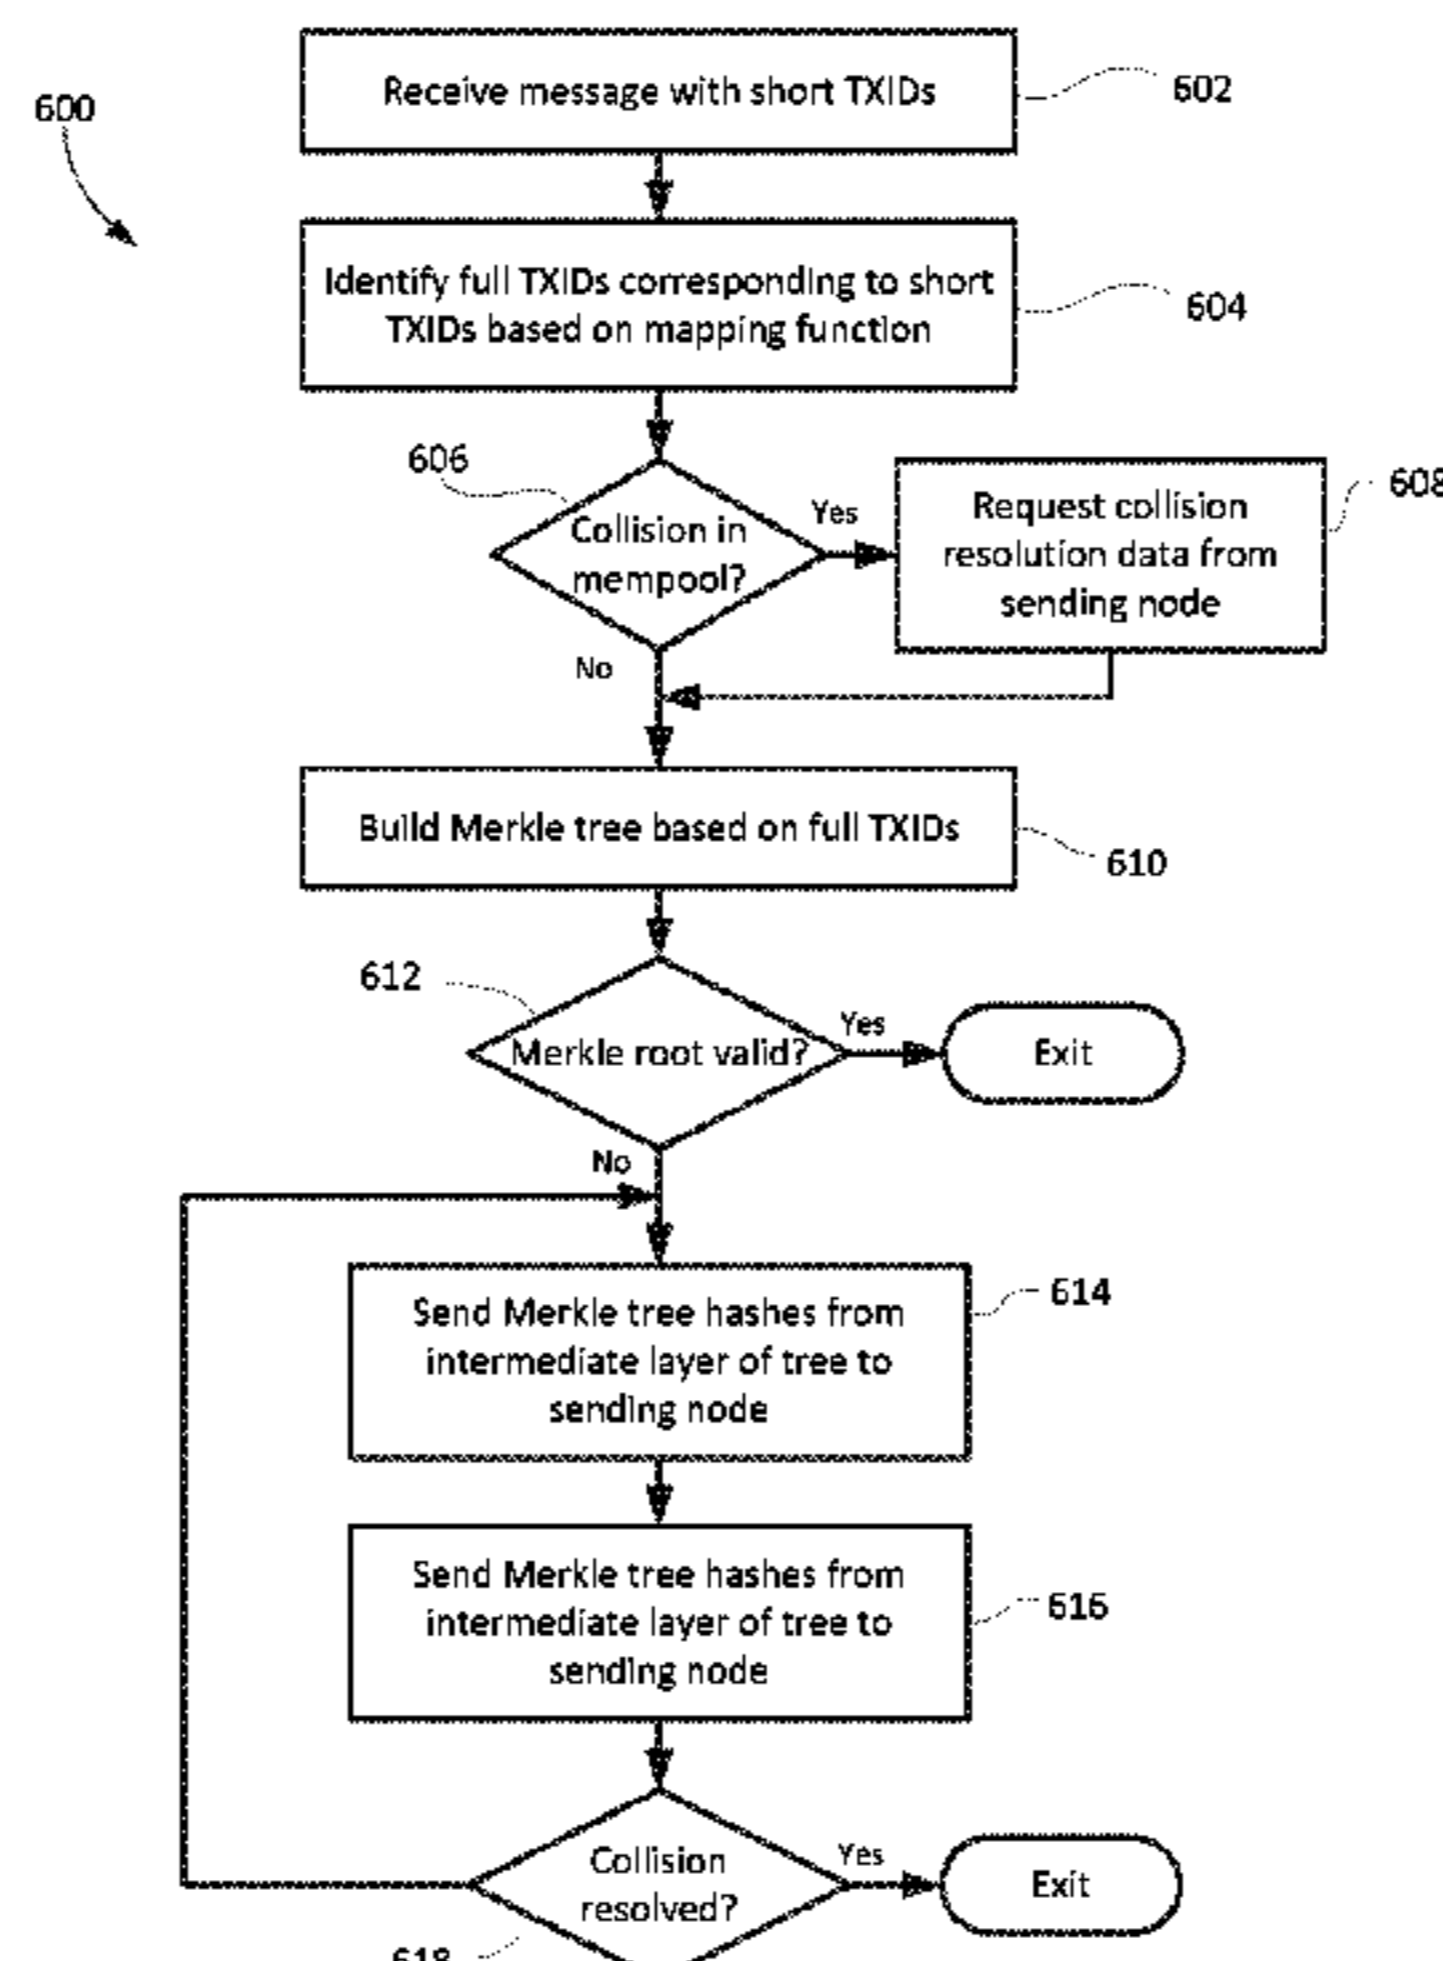 600
Receive message with short TXIDs
602
Identify full TXIDs corresponding to short
TXIDs based on mapping function
604
606
Collision in
mempool?
Yes
Request collision
resolution data from
sending node
608
No
Build Merkle tree based on full TXIDs
610
612
Merkle root valid?
Yes
Exit
No
Send Merkle tree hashes from
intermediate layer of tree to
sending node
614
Send Merkle tree hashes from
intermediate layer of tree to
sending node
616
Collision
resolved?
Yes
Exit
618